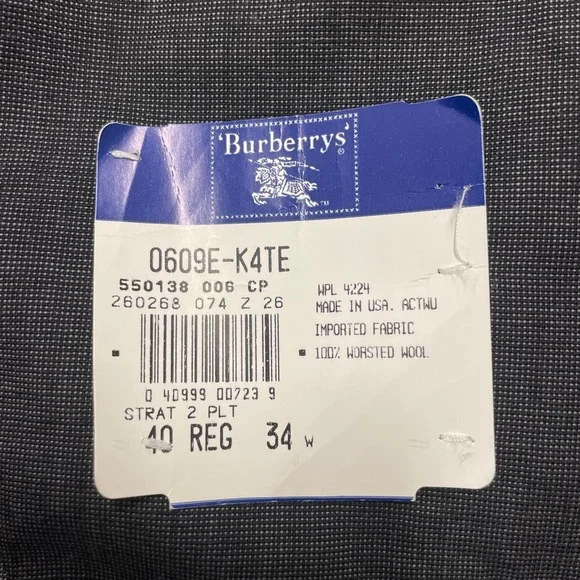 'Burberrys'®
™
0609E-K4TE
550138 006 CP
260268 074 Z 26
WPL 4224
MADE IN USA. ACTWU
IMPORTED FABRIC
100% WORSTED WOOL
0 40999 00723 9
STRAT 2 PLT
40 REG 34 W